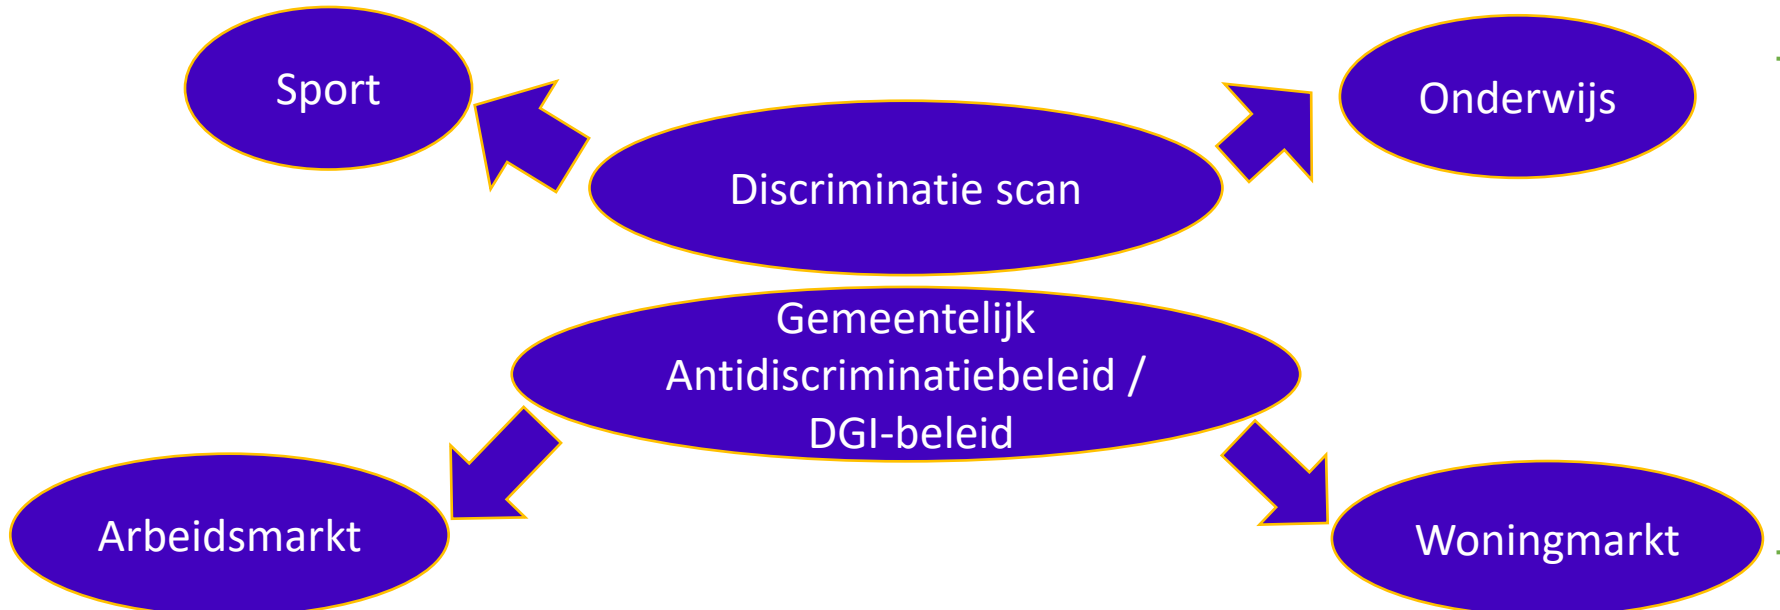 Sport
Onderwijs
Discriminatie scan
Gemeentelijk
Antidiscriminatiebeleid /
DGI-beleid
Arbeidsmarkt
Woningmarkt